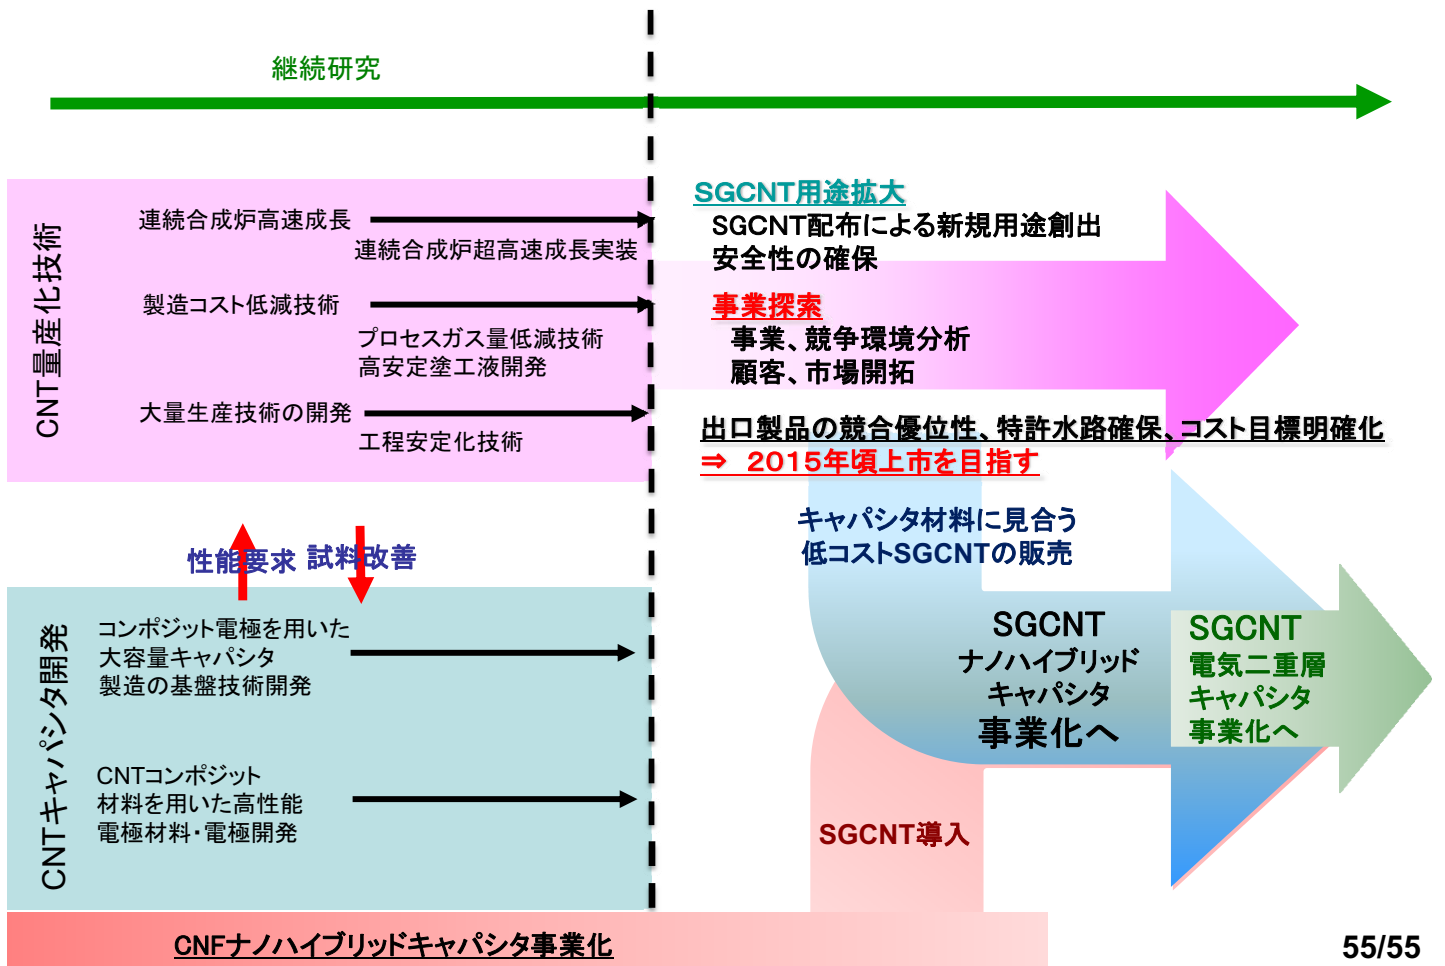 継続研究
CNT量産化技術
連続合成炉高速成長
連続合成炉超高速成長実装
製造コスト低減技術
プロセスガス量低減技術
高安定塗工液開発
大量生産技術の開発
工程安定化技術
SGCNT用途拡大
SGCNT配布による新規用途創出
安全性の確保
事業探索
事業、競争環境分析
顧客、市場開拓
出口製品の競合優位性、特許水路確保、コスト目標明確化
⇒ 2015年頃上市を目指す
性能要求 試料改善
キャパシタ材料に見合う
低コストSGCNTの販売
CNTキャパシタ開発
コンポジット電極を用いた
大容量キャパシタ
製造の基盤技術開発
CNTコンポジット
材料を用いた高性能
電極材料・電極開発
SGCNT
ナノハイブリッド
キャパシタ
事業化へ
SGCNT
電気二重層
キャパシタ
事業化へ
SGCNT導入
CNFナノハイブリッドキャパシタ事業化
55/55